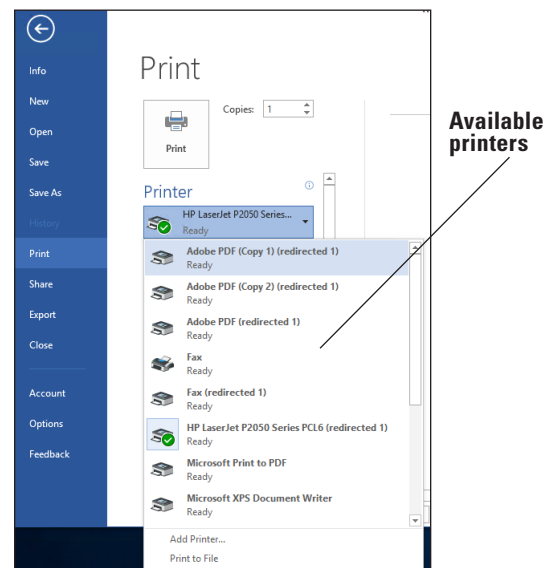 Info
New
Open
Save
Save As
History
Print
Share
Export
Close
Account
Options
Feedback
Print
Copies: 1
Print
Printer
HP LaserJet P2050 Series...
Ready
Adobe PDF (Copy 1) (redirected 1)
Ready
Adobe PDF (Copy 2) (redirected 1)
Ready
Adobe PDF (redirected 1)
Ready
Fax
Ready
Fax (redirected 1)
Ready
HP LaserJet P2050 Series PCL6 (redirected 1)
Ready
Microsoft Print to PDF
Ready
Microsoft XPS Document Writer
Ready
Add Printer...
Print to File
Available
printers